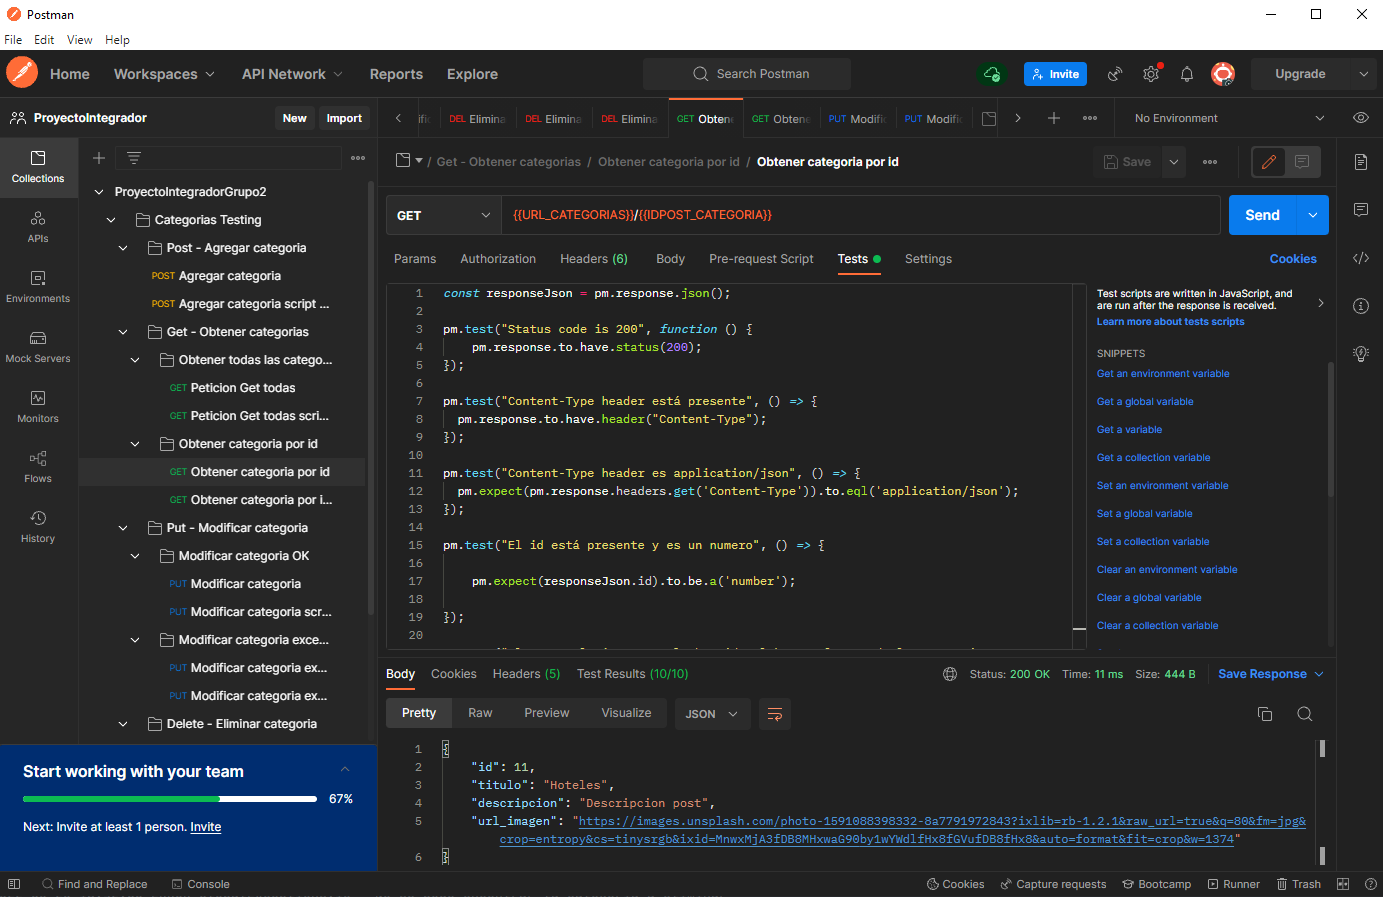 Postman
File Edit View Help
Home Workspaces API Network Reports Explore Search Postman Invite Upgrade
ProyectoIntegrador New Import
DEL Elimina DEL Elimina DEL Elimina GET Obtene GET Obtene PUT Modific PUT Modific No Environment
Collections
APIs
Environments
Mock Servers
Monitors
Flows
History
ProyectoIntegradorGrupo2
Categorias Testing
Post - Agregar categoria
POST Agregar categoria
POST Agregar categoria script ...
Get - Obtener categorias
Obtener todas las catego...
GET Peticion Get todas
GET Peticion Get todas scri...
Obtener categoria por id
GET Obtener categoria por id
GET Obtener categoria por i...
Put - Modificar categoria
Modificar categoria OK
PUT Modificar categoria
PUT Modificar categoria scr...
Modificar categoria exce...
PUT Modificar categoria ex...
PUT Modificar categoria ex...
Delete - Eliminar categoria
Start working with your team
67%
Next: Invite at least 1 person. Invite
/ Get - Obtener categorias / Obtener categoria por id / Obtener categoria por id Save
GET {{URL_CATEGORIAS}}/{{IDPOST_CATEGORIA}} Send
Params Authorization Headers (6) Body Pre-request Script Tests Settings Cookies
1 const responseJson = pm.response.json();
2
3 pm.test("Status code is 200", function () {
4 pm.response.to.have.status(200);
5 });
6
7 pm.test("Content-Type header está presente", () => {
8 pm.response.to.have.header("Content-Type");
9 });
10
11 pm.test("Content-Type header es application/json", () => {
12 pm.expect(pm.response.headers.get('Content-Type')).to.eql('application/json');
13 });
14
15 pm.test("El id está presente y es un numero", () => {
16
17 pm.expect(responseJson.id).to.be.a('number');
18
19 });
20
Test scripts are written in JavaScript, and
are run after the response is received.
Learn more about tests scripts
SNIPPETS
Get an environment variable
Get a global variable
Get a variable
Get a collection variable
Set an environment variable
Set a global variable
Set a collection variable
Clear an environment variable
Clear a global variable
Clear a collection variable
Body Cookies Headers (5) Test Results (10/10) Status: 200 OK Time: 11 ms Size: 444 B Save Response
Pretty Raw Preview Visualize JSON
1 {
2 "id": 11,
3 "titulo": "Hoteles",
4 "descripcion": "Descripcion post",
5 "url_imagen": "https://images.unsplash.com/photo-1591088398332-8a7791972843?ixlib=rb-1.2.1&raw_url=true&q=80&fm=jpg&
crop=entropy&cs=tinysrgb&ixid=MnwxMjA3fDB8MHxwaG90by1wYWdlfHx8fGVufDB8fHx8&auto=format&fit=crop&w=1374"
6 }
Find and Replace Console Cookies Capture requests Bootcamp Runner Trash